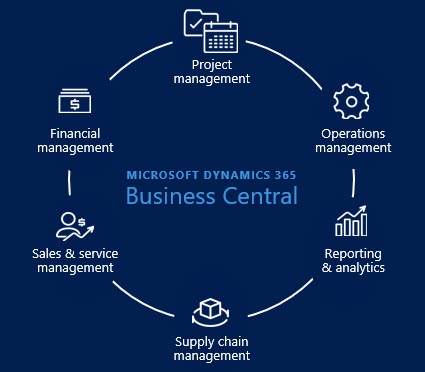 Project
management
Financial
management
Operations
management
MICROSOFT DYNAMICS 365
Business Central
Sales & service
management
Reporting
& analytics
Supply chain
management